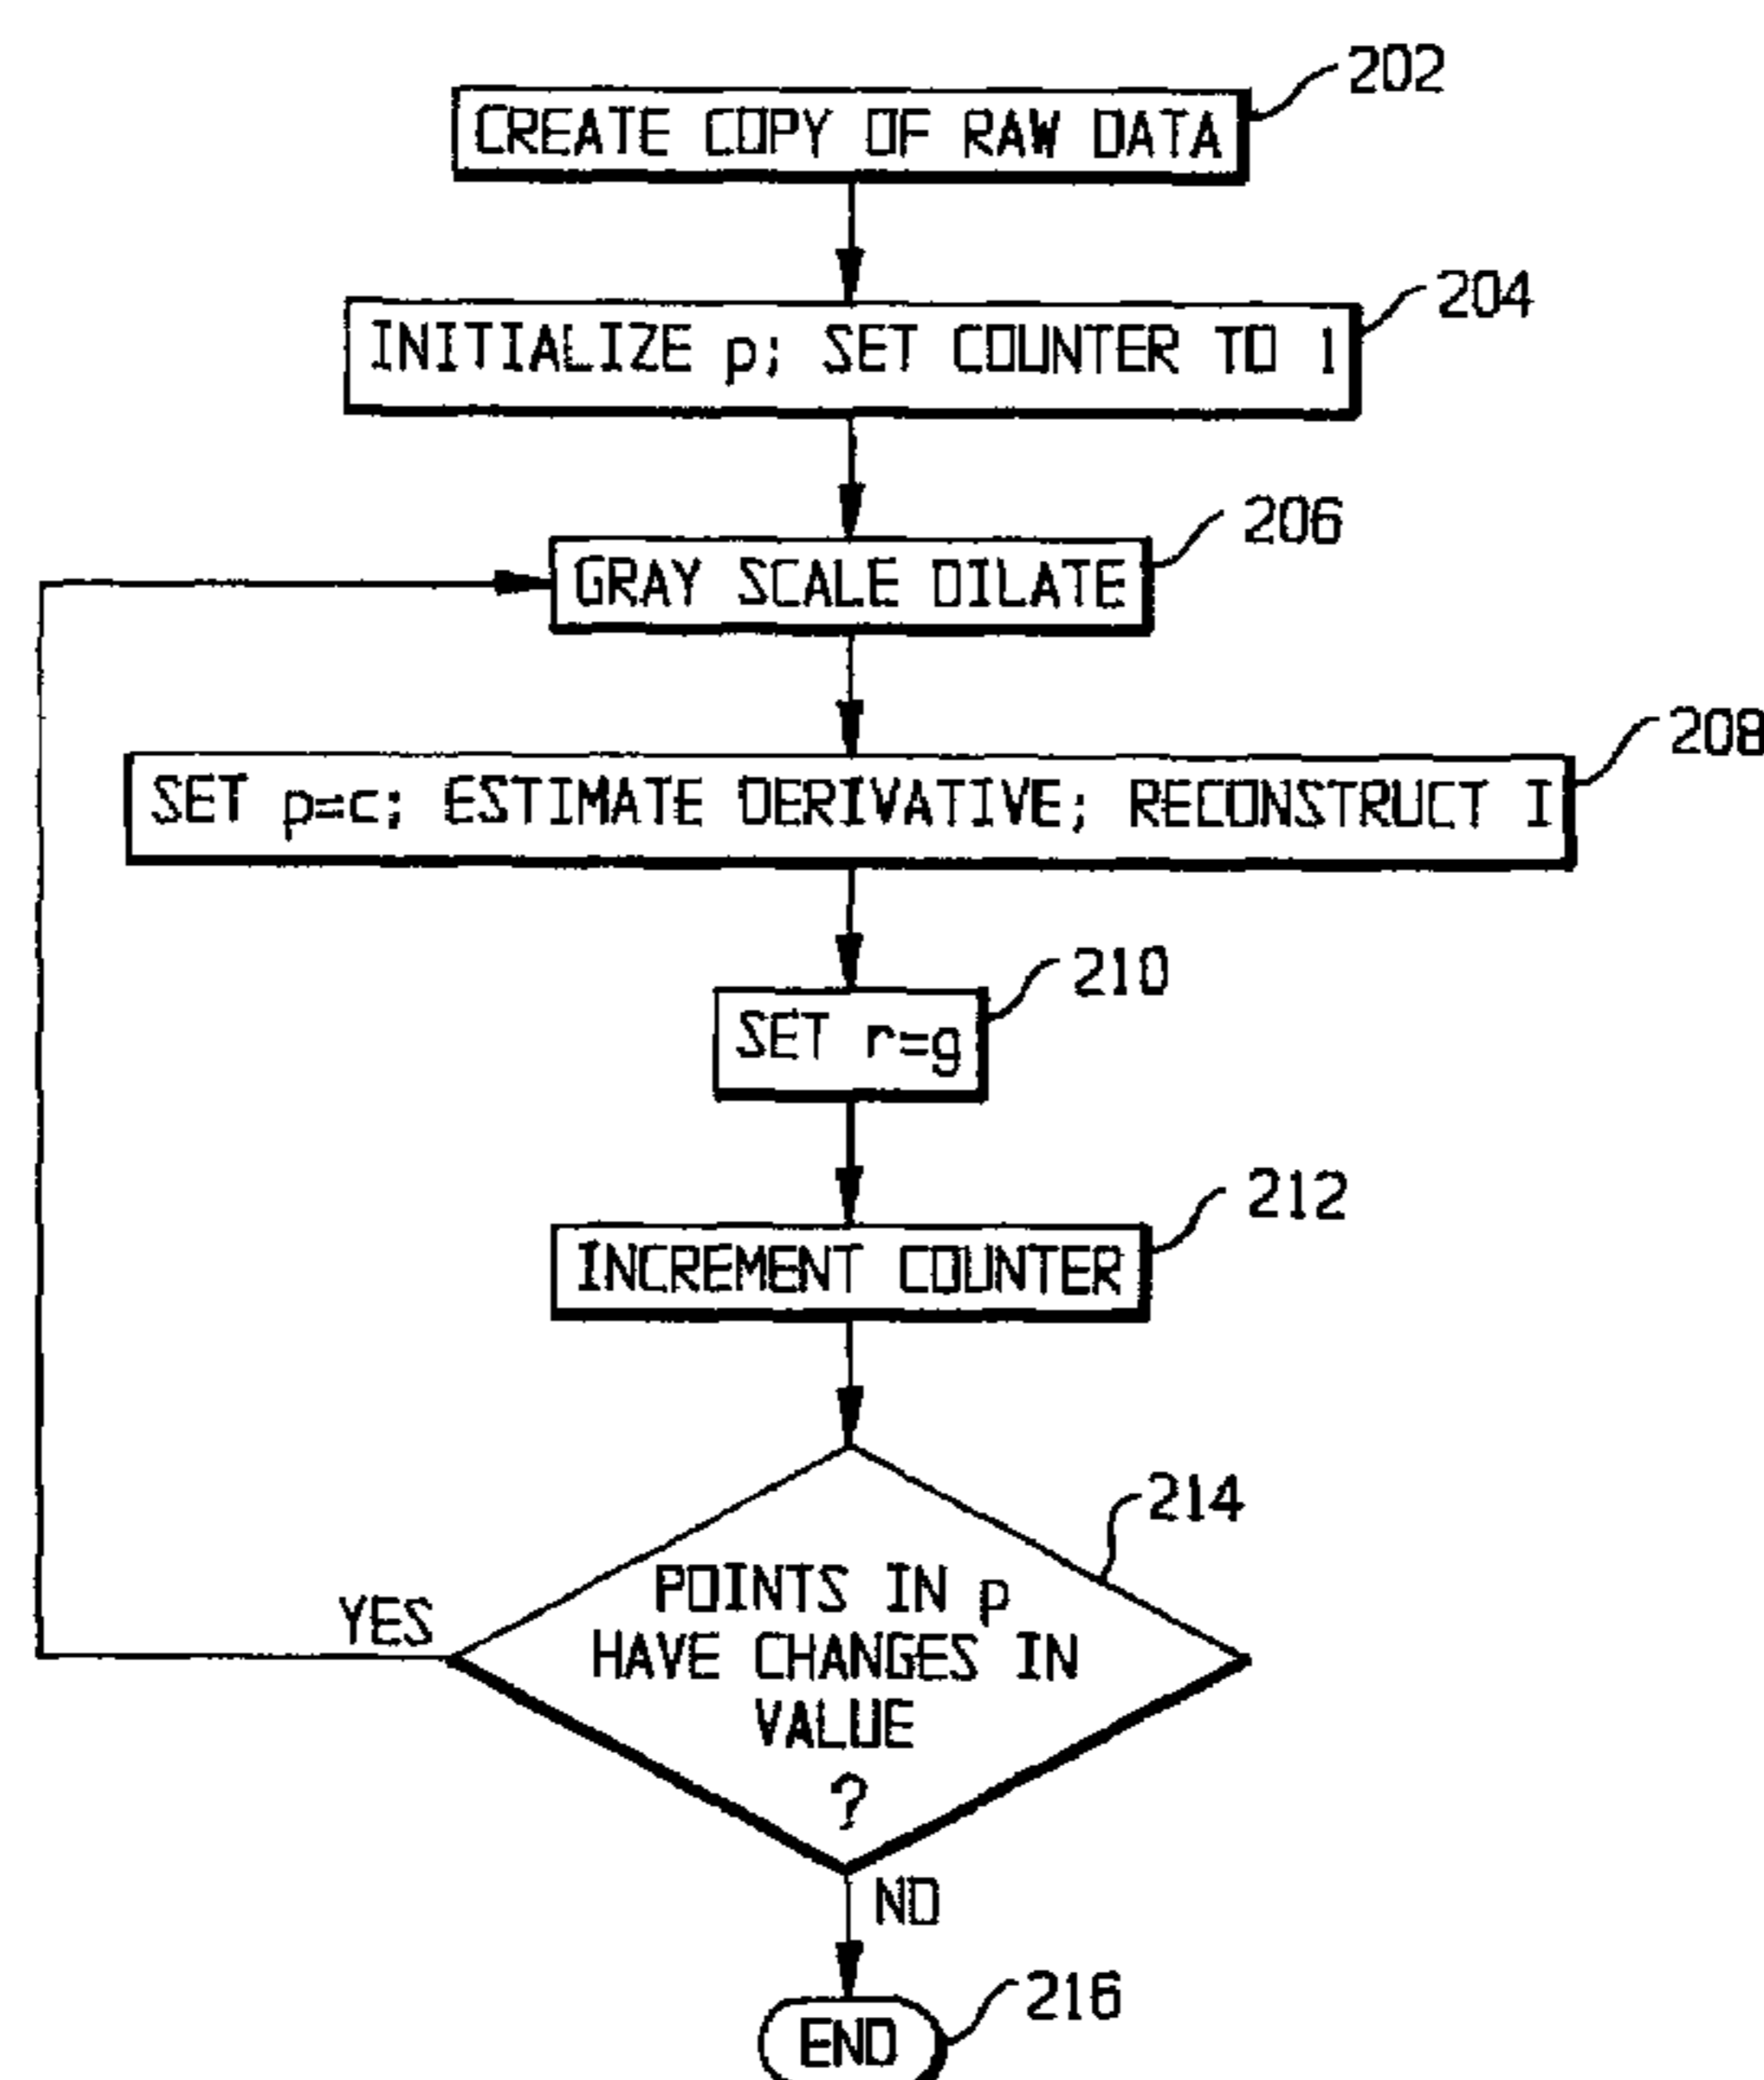 202
CREATE COPY OF RAW DATA
204
INITIALIZE p; SET COUNTER TO 1
206
GRAY SCALE DILATE
208
SET p=c; ESTIMATE DERIVATIVE; RECONSTRUCT I
210
SET r=g
212
INCREMENT COUNTER
214
POINTS IN p
HAVE CHANGES IN
VALUE
?
YES
NO
216
END